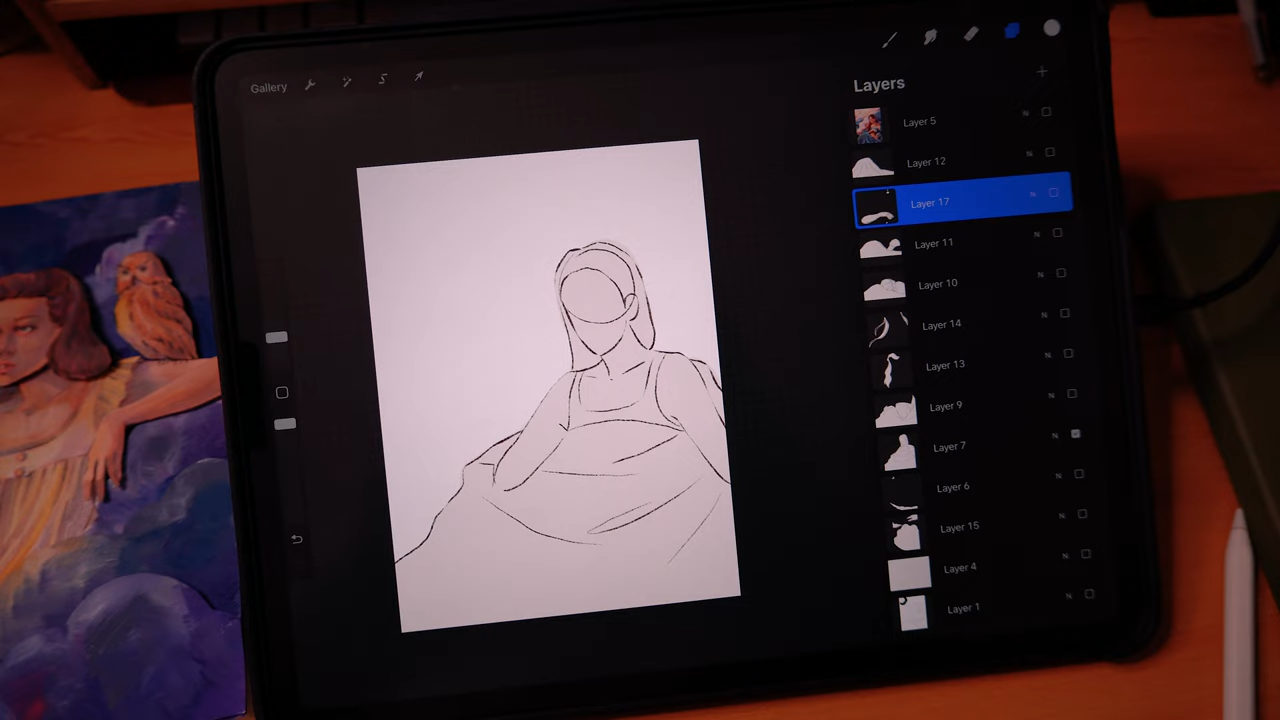 Gallery
Layers
Layer 5 N
Layer 12 N
Layer 17 N
Layer 11 N
Layer 10 N
Layer 14 N
Layer 13 N
Layer 9 N
Layer 7 N
Layer 6 N
Layer 15 N
Layer 4 N
Layer 1 N